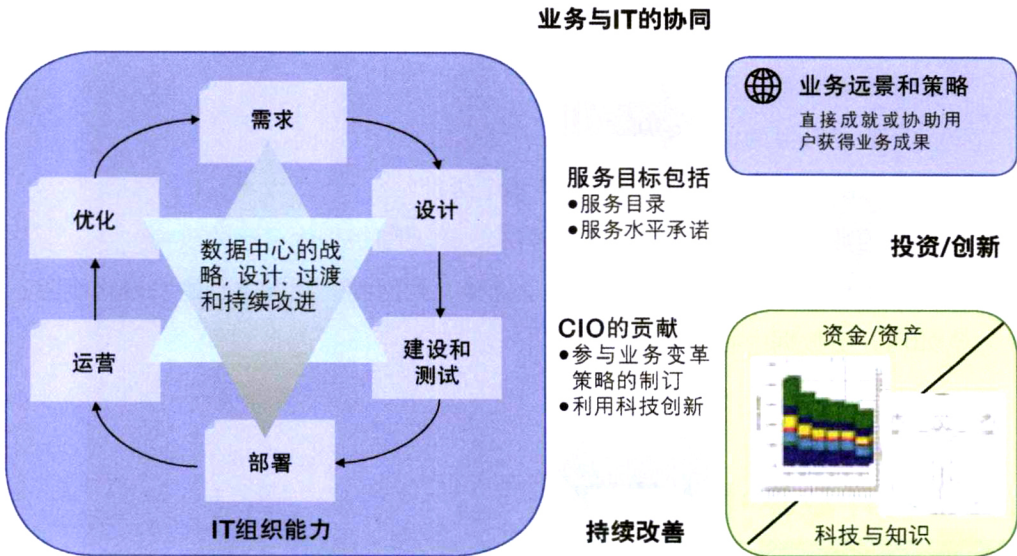 业务与IT的协同
需求
设计
建设和
测试
部署
运营
优化
数据中心的战
略,设计、过渡
和持续改进
IT组织能力
服务目标包括
●服务目录
●服务水平承诺
CIO的贡献
●参与业务变革
策略的制订
●利用科技创新
持续改善
业务远景和策略
直接成就或协助用
户获得业务成果
投资/创新
资金/资产
科技与知识